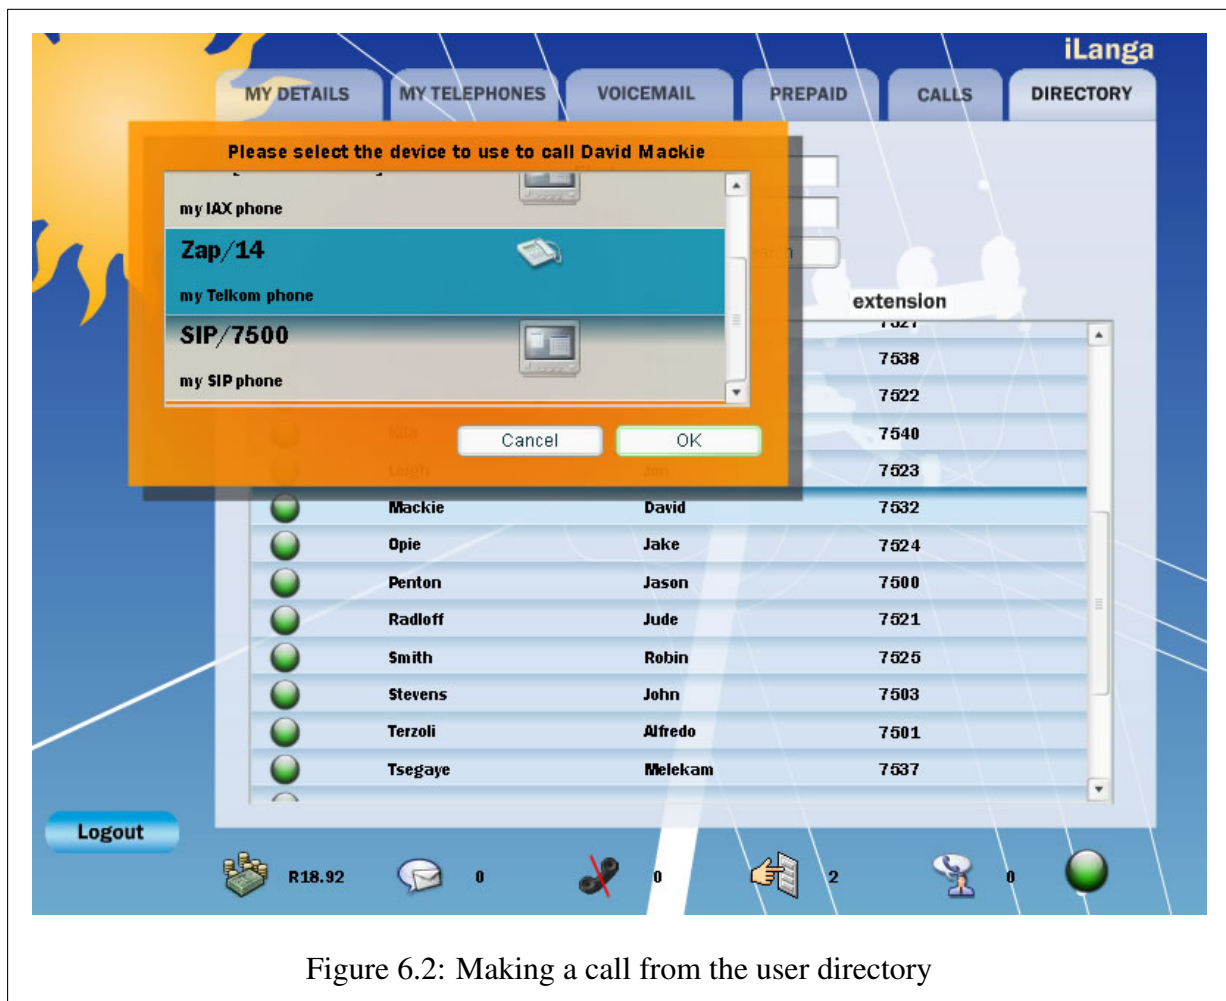 iLanga
MY DETAILS MY TELEPHONES VOICEMAIL PREPAID CALLS DIRECTORY
Please select the device to use to call David Mackie
my IAX phone
Zap/14
my Telkom phone
SIP/7500
my SIP phone
Cancel OK
extension
7527
7538
7522
7540
Leigh Jon 7523
Mackie David 7532
Opie Jake 7524
Penton Jason 7500
Radloff Jude 7521
Smith Robin 7525
Stevens John 7503
Terzoli Alfredo 7501
Tsegaye Melekam 7537
Logout
R18.92 0 0 2 0
Figure 6.2: Making a call from the user directory